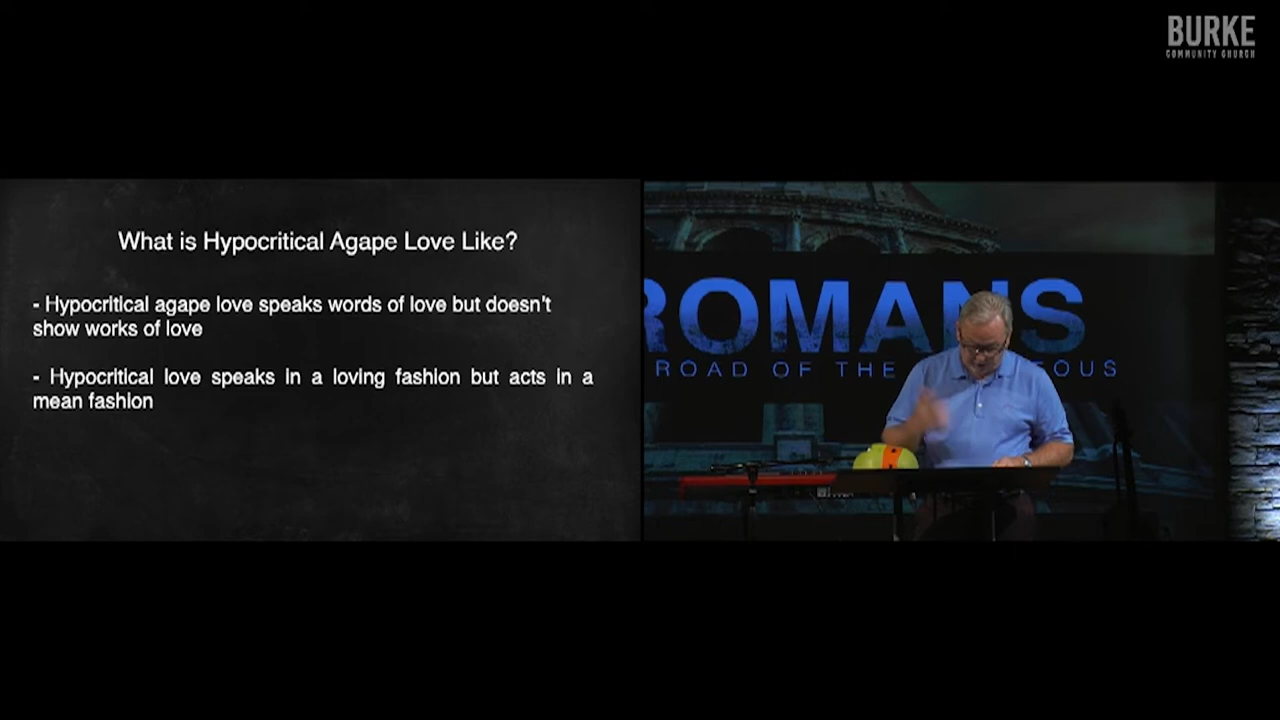 BURKE
COMMUNITY CHURCH
What is Hypocritical Agape Love Like?
- Hypocritical agape love speaks words of love but doesn't
show works of love
- Hypocritical love speaks in a loving fashion but acts in a
mean fashion
ROMANS
ROAD OF THE